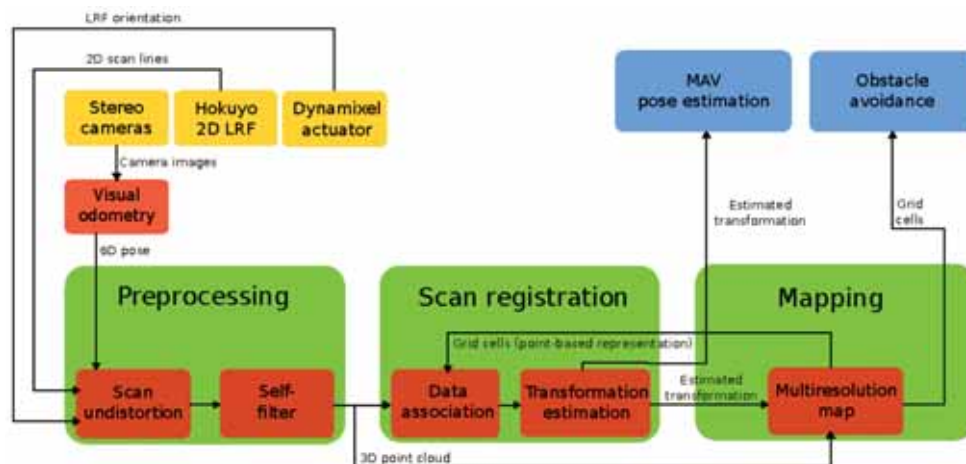 LRF orientation
2D scan lines
Stereo
cameras
Hokuyo
2D LRF
Dynamixel
actuator
MAV
pose estimation
Obstacle
avoidance
Camera images
Visual
odometry
Estimated
transformation
Grid
cells
6D pose
Preprocessing
Scan registration
Mapping
Grid cells (point-based representation)
Scan
undistortion
Self-
filter
Data
association
Transformation
estimation
Estimated
transformation
Multiresolution
map
3D point cloud